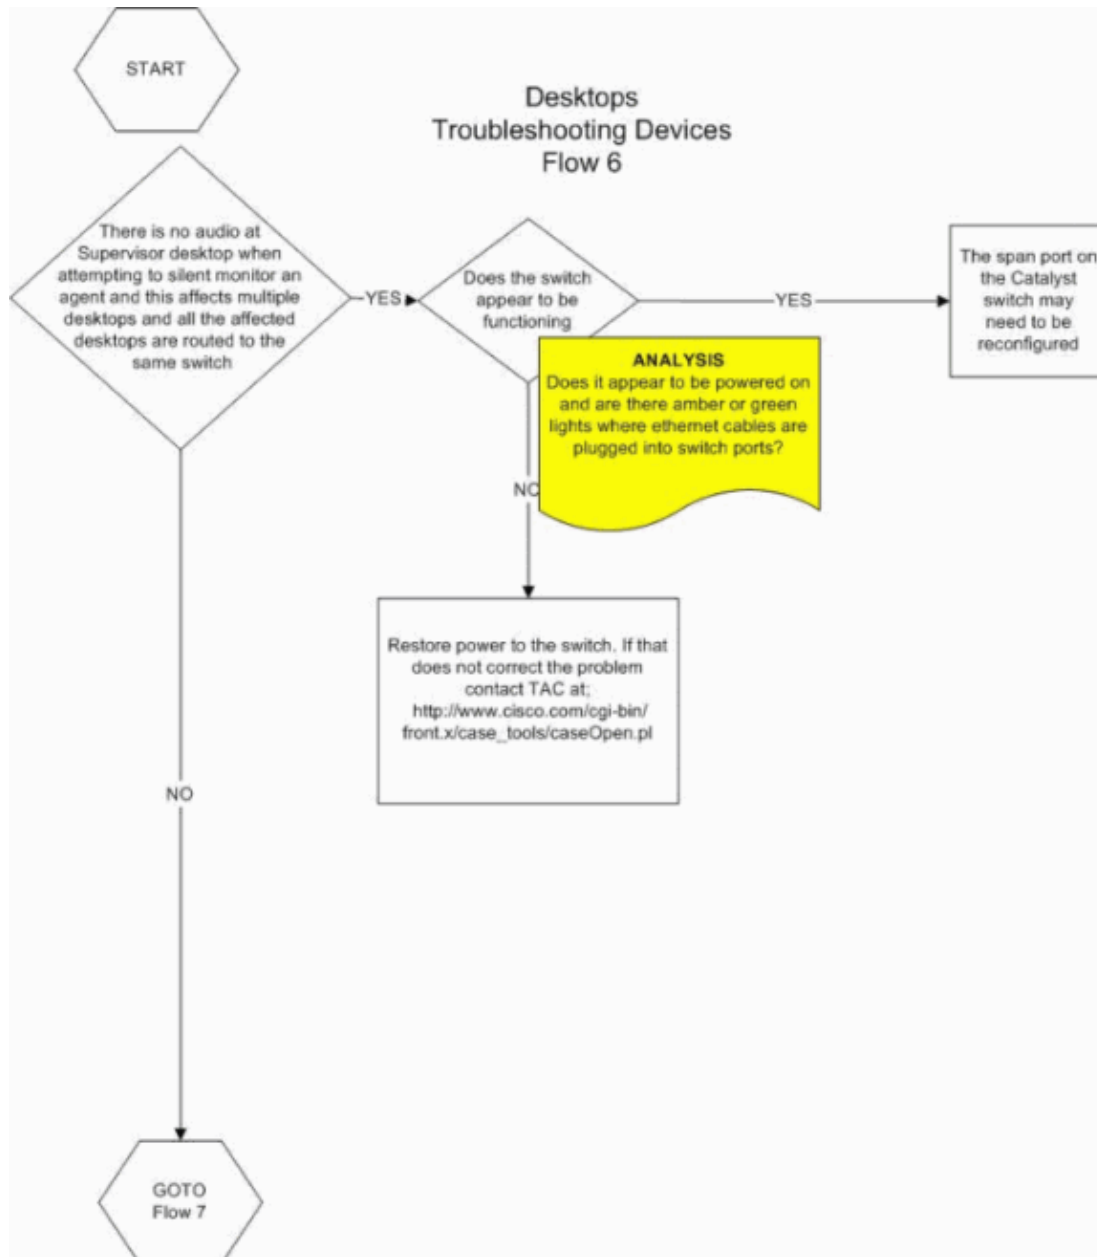 START
Desktops
Troubleshooting Devices
Flow 6
There is no audio at
Supervisor desktop when
attempting to silent monitor an
agent and this affects multiple
desktops and all the affected
desktops are routed to the
same switch
YES
Does the switch
appear to be
functioning
YES
The span port on
the Catalyst
switch may
need to be
reconfigured
ANALYSIS
Does it appear to be powered on
and are there amber or green
lights where ethernet cables are
plugged into switch ports?
NO
Restore power to the switch. If that
does not correct the problem
contact TAC at;
http://www.cisco.com/cgi-bin/
front.x/case_tools/caseOpen.pl
NO
GOTO
Flow 7